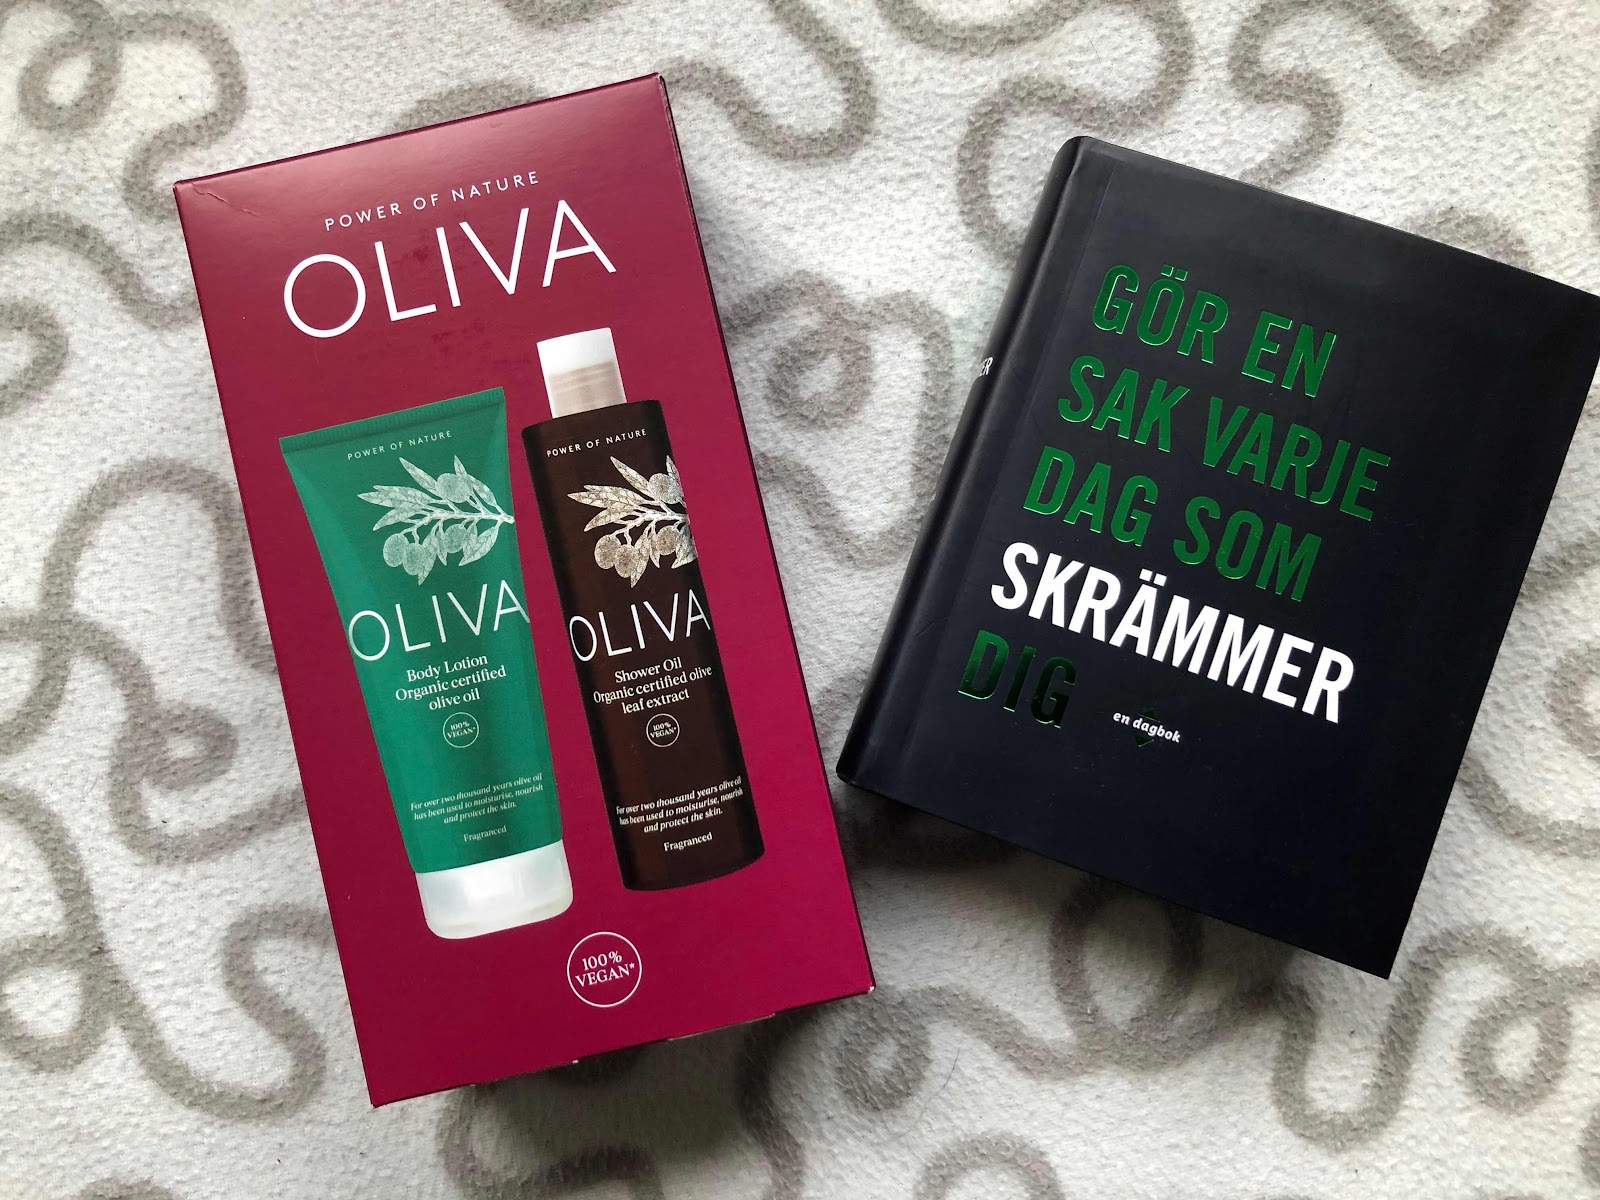 POWER OF NATURE
OLIVA
POWER OF NATURE
OLIVA
Body Lotion
Organic certified
olive oil
100%
VEGAN*
For over two thousand years olive oil
has been used to moisturise, nourish
and protect the skin.
Fragranced
POWER OF NATURE
OLIVA
Shower Oil
Organic certified olive
leaf extract
100%
VEGAN*
For over two thousand years olive oil
has been used to moisturise, nourish
and protect the skin.
Fragranced
100%
VEGAN*
GÖR EN
SAK VARJE
DAG SOM
SKRÄMMER
DIG
en dagbok